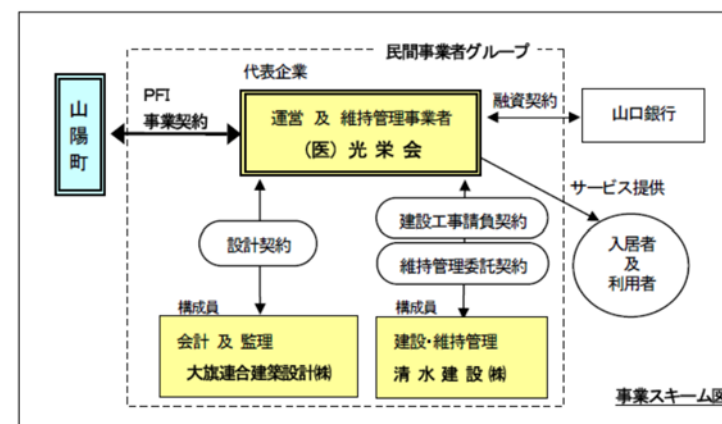 民間事業者グループ
代表企業
山陽町
PFI
事業契約
運営 及 維持管理事業者
(医) 光 栄 会
融資契約
山口銀行
サービス提供
設計契約
建設工事請負契約
維持管理委託契約
入居者
及
利用者
構成員
会計 及 監理
大旗連合建築設計㈱
構成員
建設・維持管理
清 水 建 設 ㈱
事業スキーム図